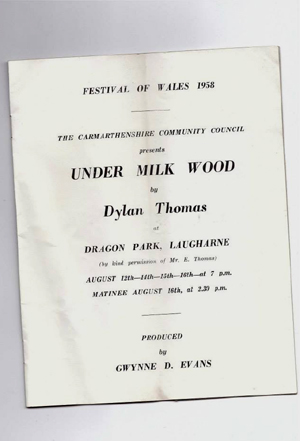 FESTIVAL OF WALES 1958
THE CARMARTHENSHIRE COMMUNITY COUNCIL
presents
UNDER MILK WOOD
by
Dylan Thomas
at
DRAGON PARK, LAUGHARNE
(by kind permission of Mr. E. Thomas)
AUGUST 12th—14th—15th—16th—at 7 p.m.
MATINEE AUGUST 16th, at 2.30 p.m.
PRODUCED
by
GWYNNE D. EVANS